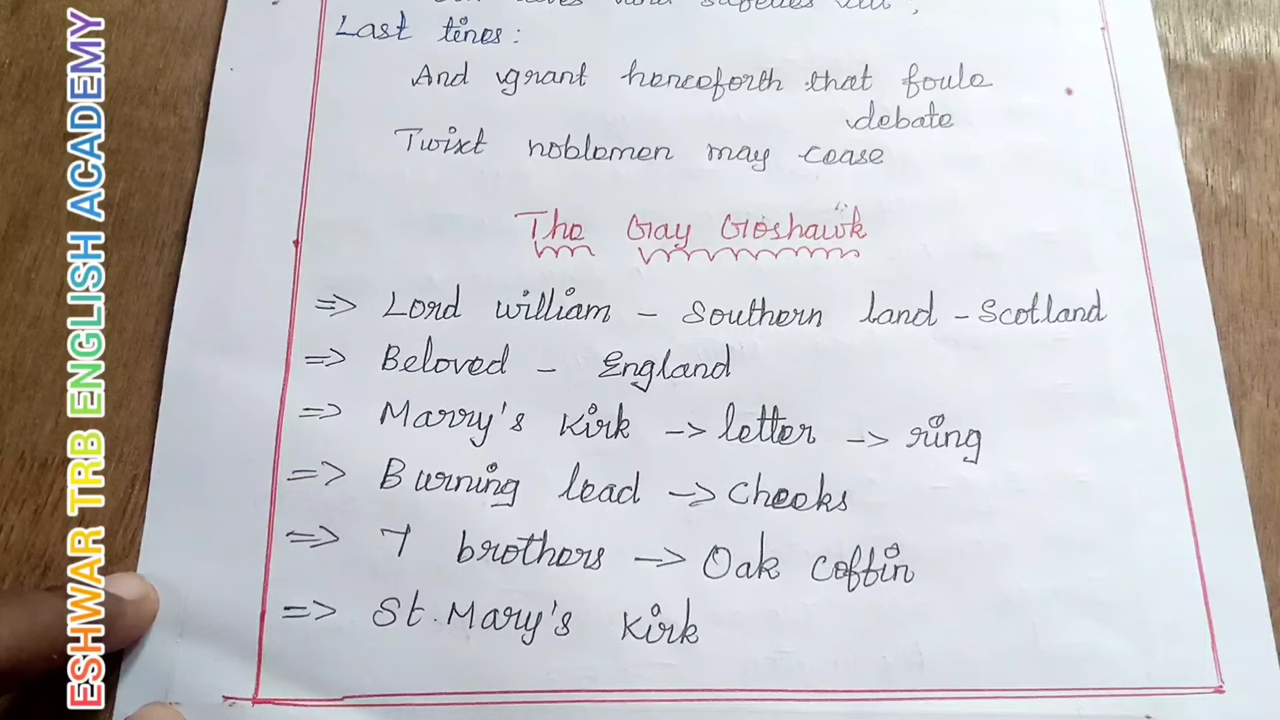 Last lines:
And grant henceforth that foule
debate
Twixt noblemen may cease
The Gay Goshawk
=> Lord william - Southern land - Scotland
=> Beloved - England
=> Marry's Kirk -> letter -> ring
=> Burning lead -> Cheeks
=> 7 brothers -> Oak coffin
=> St. Mary's Kirk
ESHWAR TRB ENGLISH ACADEMY